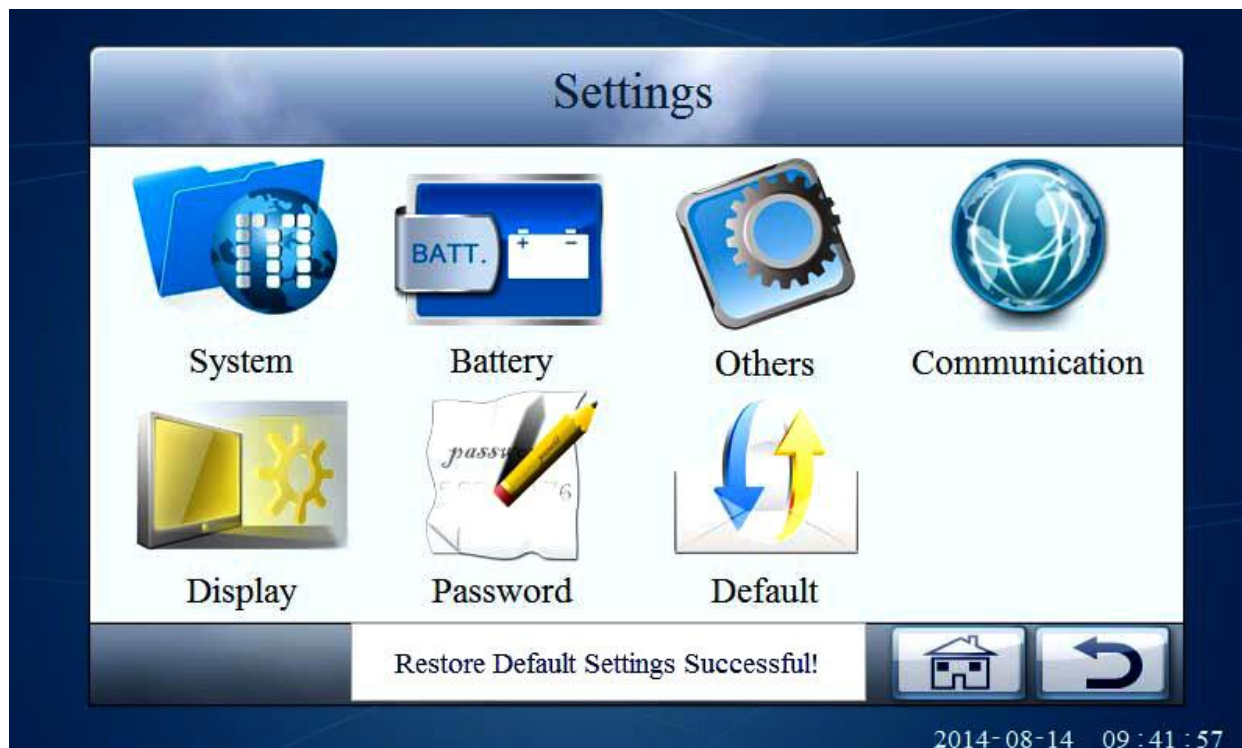 Settings
BATT.
System
Battery
Others
Communication
Display
Password
Default
Restore Default Settings Successful!
2014-08-14 09:41:57